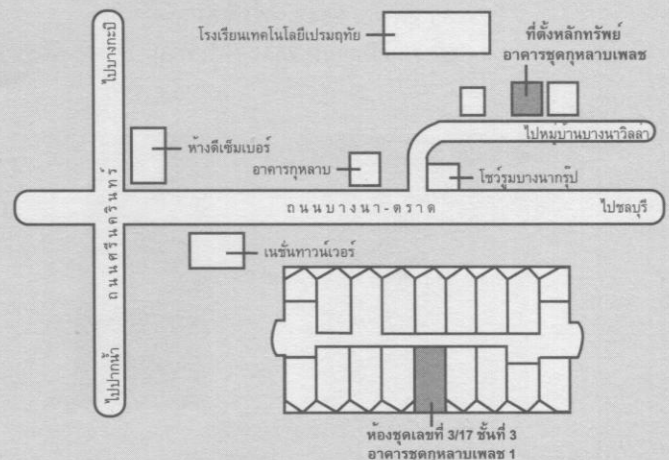 ไปบางกะปิ
โรงเรียนเทคโนโลยีเปรมฤทัย
ที่ตั้งหลักทรัพย์
อาคารชุดกุหลาบเพลซ
ไปหมู่บ้านบางนาวิลล่า
ห้างดีเซ็มเบอร์
อาคารกุหลาบ
โชว์รูมบางนากรุ๊ป
ถนนบางนา-ตราด
ไปชลบุรี
ถนนศรีนครินทร์
เนชั่นทาวน์เวอร์
ไปปากน้ำ
ห้องชุดเลขที่ 3/17 ชั้นที่ 3
อาคารชุดกุหลาบเพลซ 1